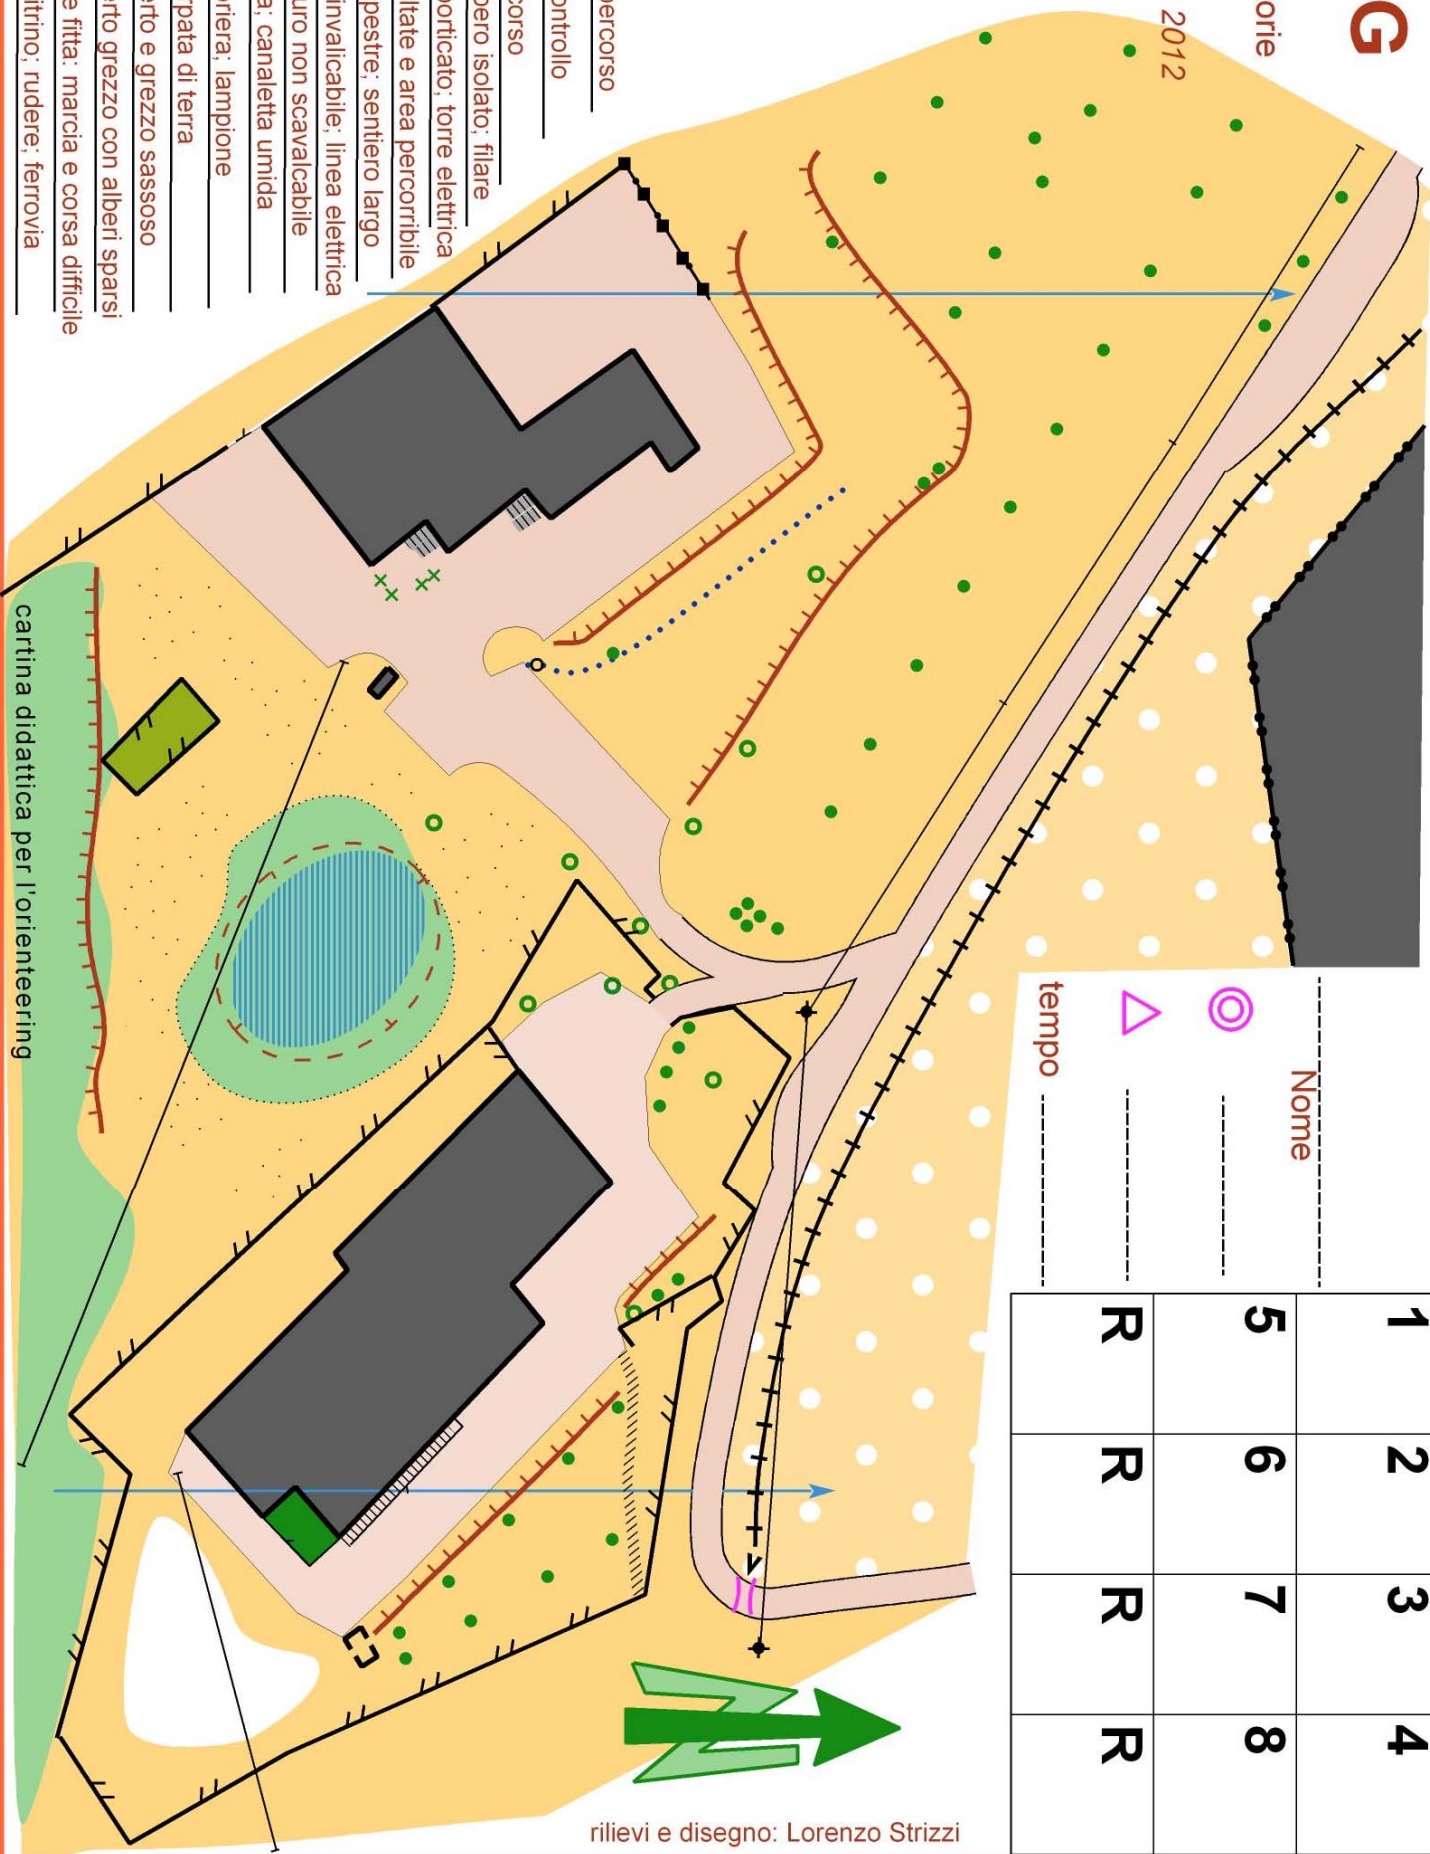 G
orie
2012
percorso
ontrollo
corso
pero isolato; filare
porticato; torre elettrica
ltate e area percorribile
pestre; sentiero largo
invalicabile; linea elettrica
uro non scavalcabile
a; canaletta umida
oriera; lampione
rpata di terra
rto e grezzo sassoso
rto grezzo con alberi sparsi
e fitta: marcia e corsa difficile
itrino; rudere; ferrovia
cartina didattica per l'orienteering
Nome
tempo
1 2 3 4
5 6 7 8
R R R R
rilievi e disegno: Lorenzo Strizzi